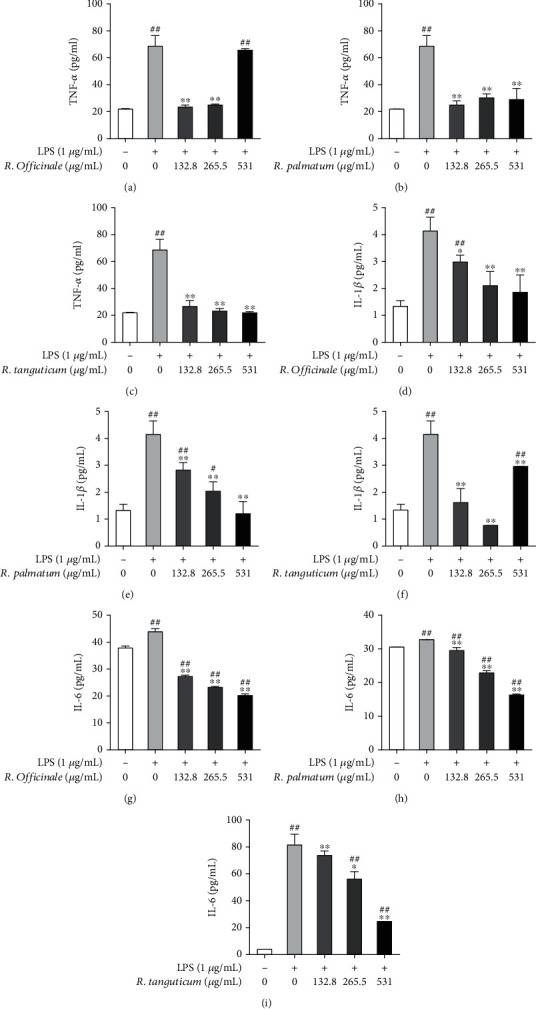 100
80
60
40
20
0
TNF-α (pg/ml)
##
**
**
##
LPS (1 μg/mL) − + + + +
R. Officinale (μg/mL) 0 0 132.8 265.5 531
(a)
100
80
60
40
20
0
TNF-α (pg/ml)
##
**
**
**
LPS (1 μg/mL) − + + + +
R. palmatum (μg/mL) 0 0 132.8 265.5 531
(b)
100
80
60
40
20
0
TNF-α (pg/ml)
##
**
**
**
LPS (1 μg/mL) − + + + +
R. tanguticum (μg/mL) 0 0 132.8 265.5 531
(c)
5
4
3
2
1
0
IL-1β (pg/mL)
##
##
*
**
**
LPS (1 μg/mL) − + + + +
R. Officinale (μg/mL) 0 0 132.8 265.5 531
(d)
5
4
3
2
1
0
IL-1β (pg/mL)
##
##
**
#
**
**
LPS (1 μg/mL) − + + + +
R. palmatum (μg/mL) 0 0 132.8 265.5 531
(e)
5
4
3
2
1
0
IL-1β (pg/mL)
##
**
**
##
**
LPS (1 μg/mL) − + + + +
R. tanguticum (μg/mL) 0 0 132.8 265.5 531
(f)
50
40
30
20
10
0
IL-6 (pg/mL)
##
##
**
##
**
##
**
LPS (1 μg/mL) − + + + +
R. Officinale (μg/mL) 0 0 132.8 265.5 531
(g)
40
30
20
10
0
IL-6 (pg/mL)
##
##
**
##
**
##
**
LPS (1 μg/mL) − + + + +
R. palmatum (μg/mL) 0 0 132.8 265.5 531
(h)
100
80
60
40
20
0
IL-6 (pg/mL)
##
**
##
*
##
**
LPS (1 μg/mL) − + + + +
R. tanguticum (μg/mL) 0 0 132.8 265.5 531
(i)